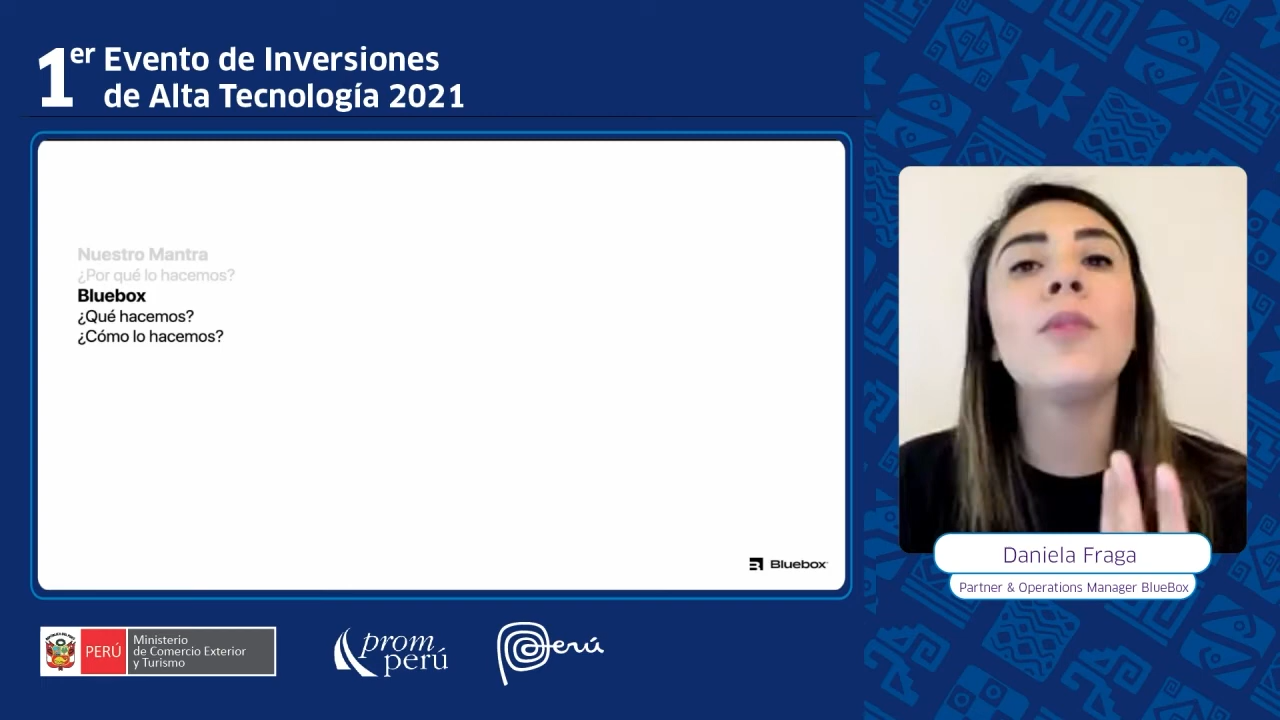 1er Evento de Inversiones
de Alta Tecnología 2021
Nuestro Mantra
¿Por qué lo hacemos?
Bluebox
¿Qué hacemos?
¿Cómo lo hacemos?
Bluebox
Daniela Fraga
Partner & Operations Manager BlueBox
PERÚ
Ministerio
de Comercio Exterior
y Turismo
prom
perú
Perú